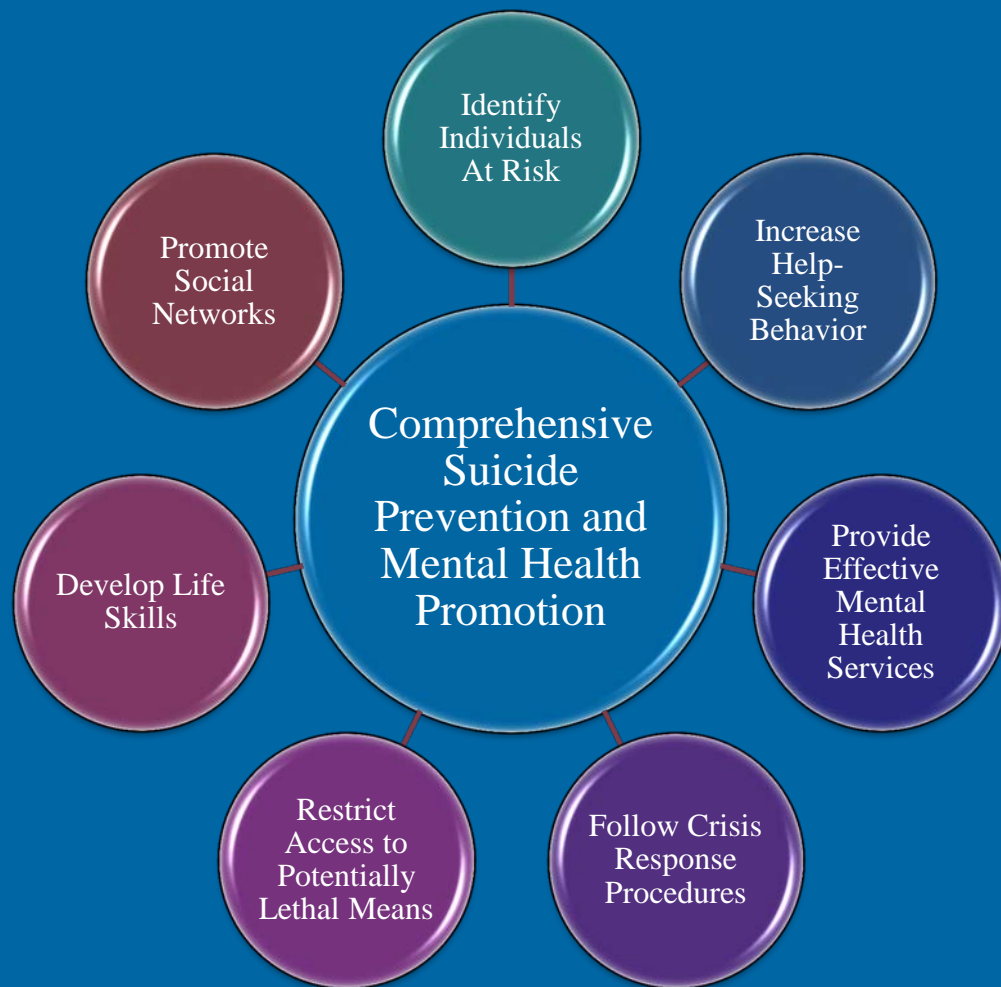 Identify
Individuals
At Risk
Increase
Help-
Seeking
Behavior
Provide
Effective
Mental
Health
Services
Follow Crisis
Response
Procedures
Restrict
Access to
Potentially
Lethal Means
Develop Life
Skills
Promote
Social
Networks
Comprehensive
Suicide
Prevention and
Mental Health
Promotion